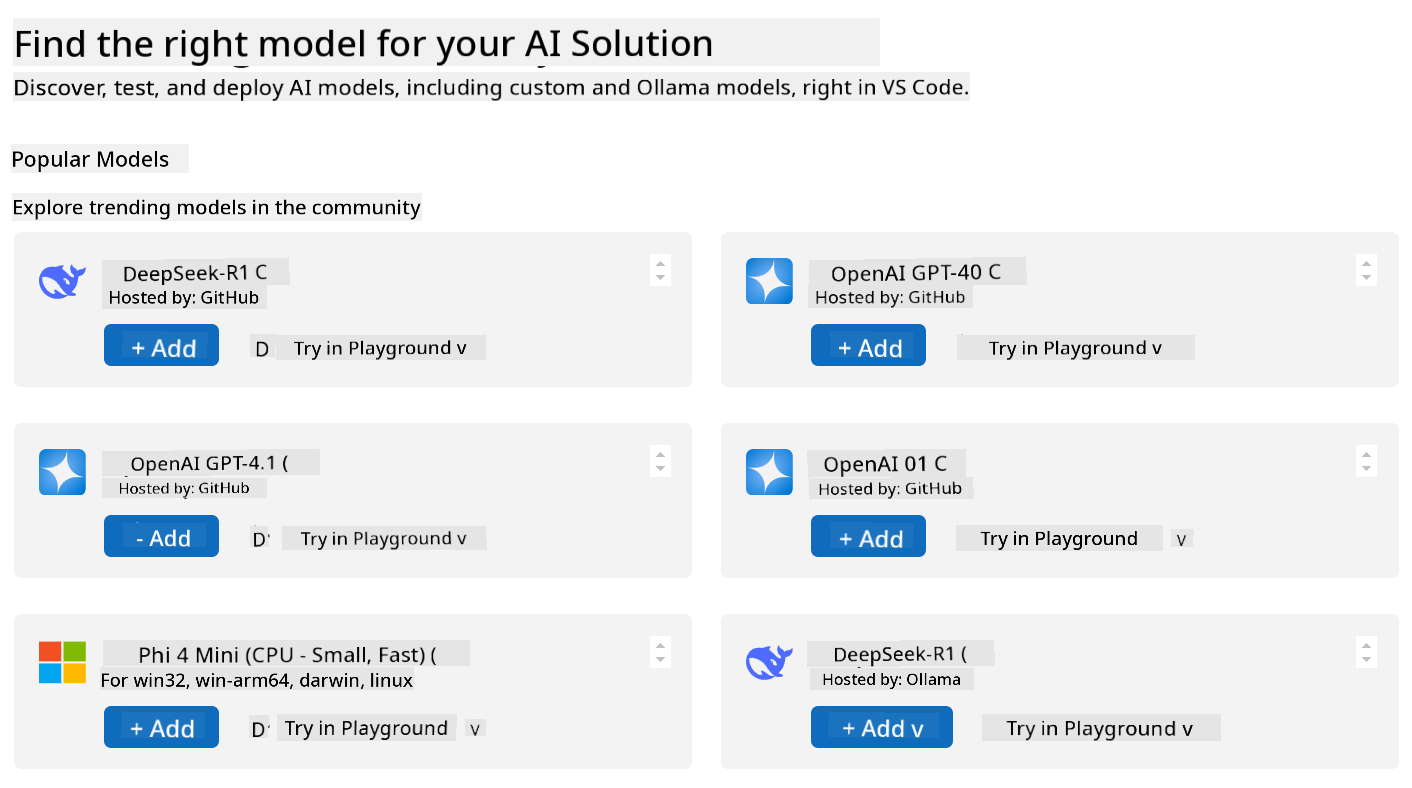 Find the right model for your AI Solution
Discover, test, and deploy AI models, including custom and Ollama models, right in VS Code.
Popular Models
Explore trending models in the community
DeepSeek-R1 C
Hosted by: GitHub
+ Add
D Try in Playground v
OpenAI GPT-40 C
Hosted by: GitHub
+ Add
Try in Playground v
OpenAI GPT-4.1 (
Hosted by: GitHub
- Add
D' Try in Playground v
OpenAI 01 C
Hosted by: GitHub
+ Add
Try in Playground v
Phi 4 Mini (CPU - Small, Fast) (
For win32, win-arm64, darwin, linux
+ Add
D' Try in Playground v
DeepSeek-R1 (
Hosted by: Ollama
+ Add v
Try in Playground v